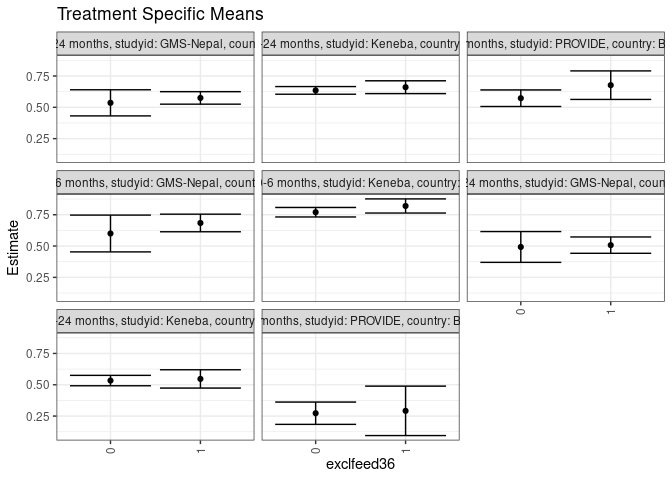 Treatment Specific Means
24 months, studyid: GMS-Nepal, coun
-24 months, studyid: Keneba, country
months, studyid: PROVIDE, country: B
0.75
0.50
0.25
6 months, studyid: GMS-Nepal, count
-6 months, studyid: Keneba, country:
24 months, studyid: GMS-Nepal, coun
0.75
0.50
0.25
0
1
-24 months, studyid: Keneba, country
months, studyid: PROVIDE, country: B
0.75
0.50
0.25
0
1
0
1
Estimate
exclfeed36